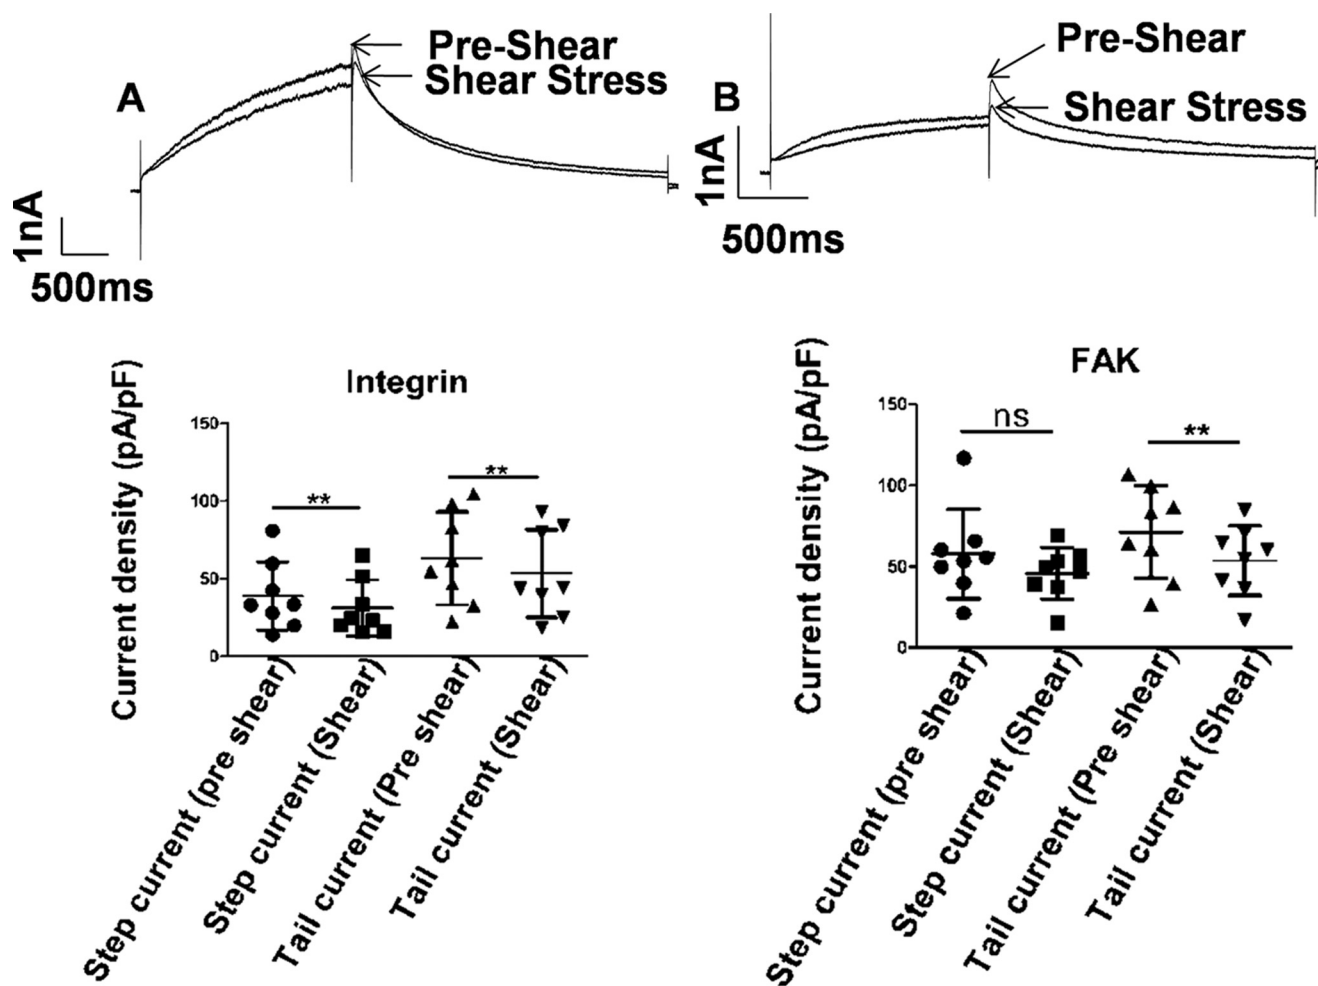 A
Pre-Shear
Shear Stress
1nA
500ms
B
Pre-Shear
Shear Stress
1nA
500ms
Integrin
Current density (pA/pF)
150
100
50
0
**
**
Step current (pre shear)
Step current (Shear)
Tail current (Pre shear)
Tail current (Shear)
FAK
Current density (pA/pF)
150
100
50
0
ns
**
Step current (pre shear)
Step current (Shear)
Tail current (Pre shear)
Tail current (Shear)